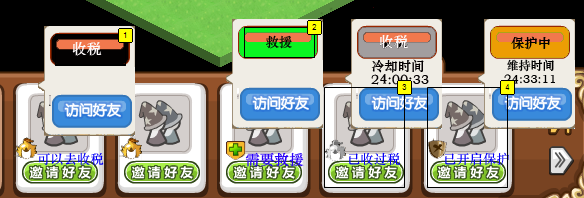 收税
1
访问好友
救援
2
访问好友
收税
冷却时间
24:00:33
访问好友
3
保护中
维持时间
24:33:11
访问好友
4
可以去收税
需要救援
已收过税
已开启保护
邀请好友
邀请好友
邀请好友
邀请好友
邀请好友